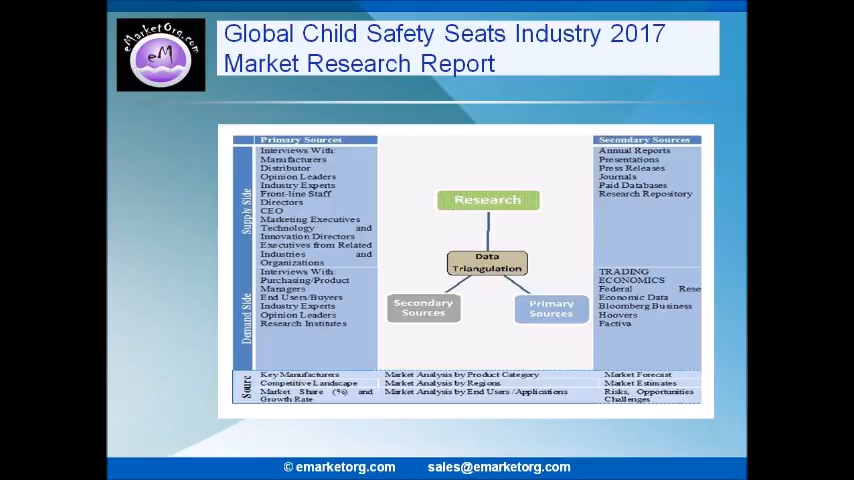 eMarketOrg.com
eM
Global Child Safety Seats Industry 2017
Market Research Report
Primary Sources
Supply Side
Interviews With:
Manufacturers
Distributor
Opinion Leaders
Industry Experts
Front-line Staff
Directors
CEO
Marketing Executives
Technology and
Innovation Directors
Executives from Related
Industries and
Organizations
Demand Side
Interviews With:
Purchasing/Product
Managers
End Users/Buyers
Industry Experts
Opinion Leaders
Research Institutes
Research
Data
Triangulation
Secondary
Sources
Primary
Sources
Secondary Sources
Annual Reports
Presentations
Press Releases
Journals
Paid Databases
Research Repository
TRADING
ECONOMICS
Federal Rese
Economic Data
Bloomberg Business
Hoovers
Factiva
Sourc
Key Manufacturers
Competitive Landscape
Market Share (%) and
Growth Rate
Market Analysis by Product Category
Market Analysis by Regions
Market Analysis by End Users /Applications
Market Forecast
Market Estimates
Risks, Opportunities
Challenges
© emarketorg.com sales@emarketorg.com